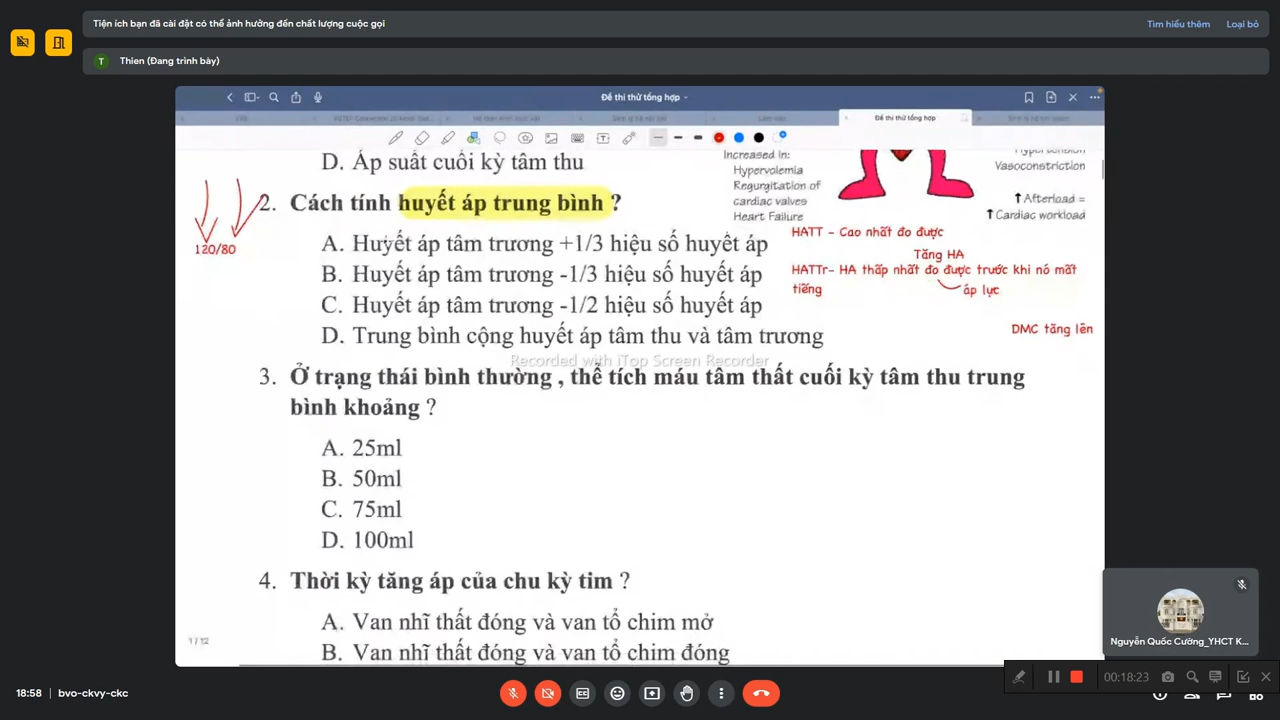 Tiện ích bạn đã cài đặt có thể ảnh hưởng đến chất lượng cuộc gọi
Tìm hiểu thêm
Loại bỏ
T
Thien (Đang trình bày)
Đề thi thử tổng hợp
Đề thi thử tổng hợp
D. Áp suất cuối kỳ tâm thu
Increased in:
Hypervolemia
Regurgitation of
cardiac valves
Heart Failure
Vasoconstriction
↑ Afterload =
↑ Cardiac workload
2. Cách tính huyết áp trung bình ?
120/80
A. Huyết áp tâm trương +1/3 hiệu số huyết áp
B. Huyết áp tâm trương -1/3 hiệu số huyết áp
C. Huyết áp tâm trương -1/2 hiệu số huyết áp
D. Trung bình cộng huyết áp tâm thu và tâm trương
HATT - Cao nhất đo được
Tăng HA
HATTr- HA thấp nhất đo được trước khi nó mất
tiếng
áp lực
DMC tăng lên
Recorded with iTop Screen Recorder
3. Ở trạng thái bình thường , thể tích máu tâm thất cuối kỳ tâm thu trung
bình khoảng ?
A. 25ml
B. 50ml
C. 75ml
D. 100ml
4. Thời kỳ tăng áp của chu kỳ tim ?
A. Van nhĩ thất đóng và van tổ chim mở
B. Van nhĩ thất đóng và van tổ chim đóng
1 / 12
Nguyễn Quốc Cường_YHCT K...
00:18:23
18:58
bvo-ckvy-ckc